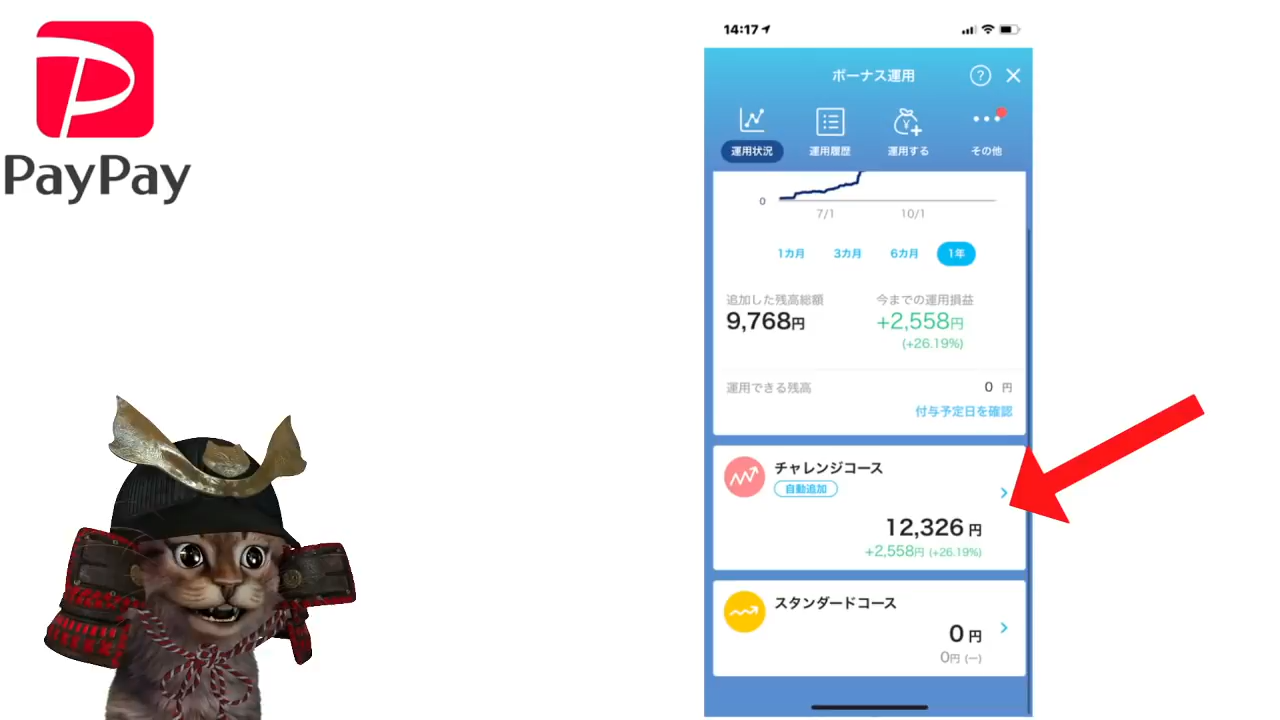 PayPay
14:17
ボーナス運用
?
運用状況
運用履歴
運用する
その他
0
7/1
10/1
1カ月
3カ月
6カ月
1年
追加した残高総額
今までの運用損益
9,768円
+2,558円
(+26.19%)
運用できる残高
0 円
付与予定日を確認
チャレンジコース
自動追加
12,326 円
+2,558円 (+26.19%)
スタンダードコース
0 円
0円 (ー)